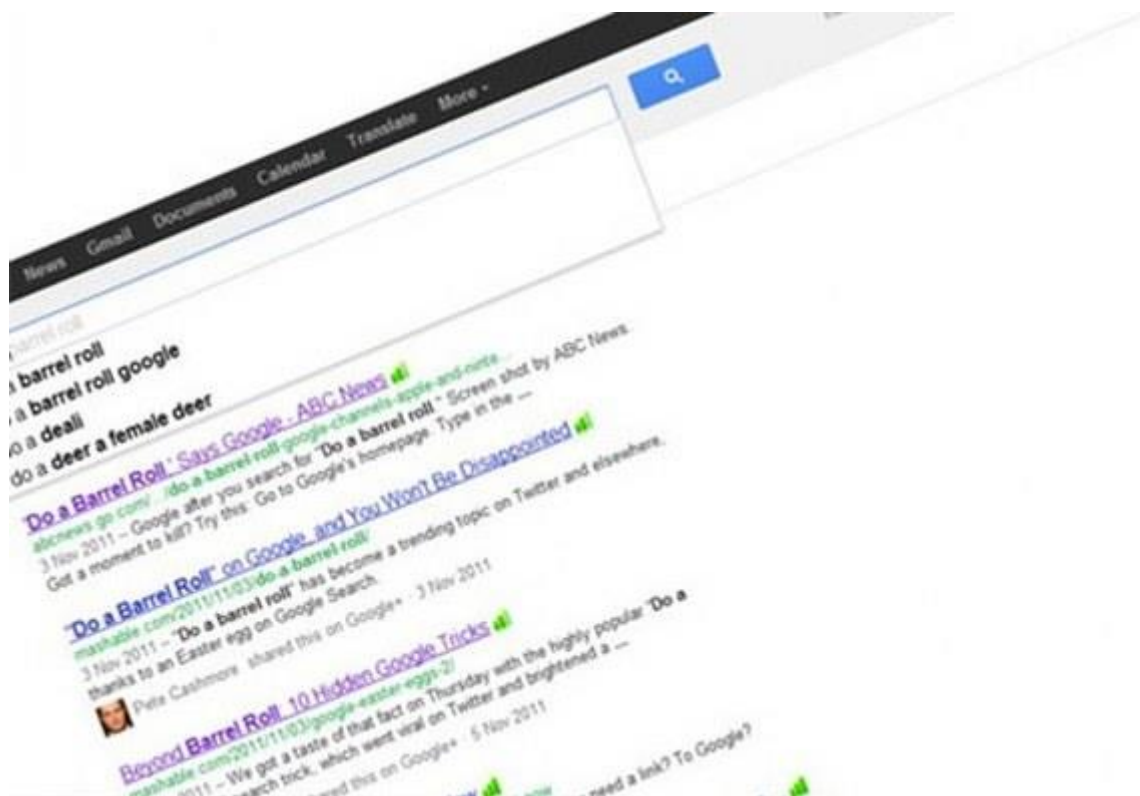 News Gmail Documents Calendar Translate More
barrel roll
a barrel roll
a barrel roll google
do a deali
do a deer a female deer
"Do a Barrel Roll," Says Google - ABC News
abcnews.go.com/.../do-a-barrel-roll-google-channels-apple-and-ninte...
3 Nov 2011 – Google after you search for "Do a barrel roll." Screen shot by ABC News.
Got a moment to kill? Try this: Go to Google's homepage. Type in the ...
"Do a Barrel Roll" on Google, and You Won't Be Disappointed
mashable.com/2011/11/03/do-a-barrel-roll/
3 Nov 2011 – "Do a barrel roll" has become a trending topic on Twitter and elsewhere,
thanks to an Easter egg on Google Search.
Pete Cashmore shared this on Google+ · 3 Nov 2011
Beyond Barrel Roll: 10 Hidden Google Tricks
mashable.com/2011/11/03/google-easter-eggs-2/
2011 – We got a taste of that fact on Thursday with the highly popular "Do a
search trick, which went viral on Twitter and brightened a ...
shared this on Google+ · 5 Nov 2011
need a link? To Google?